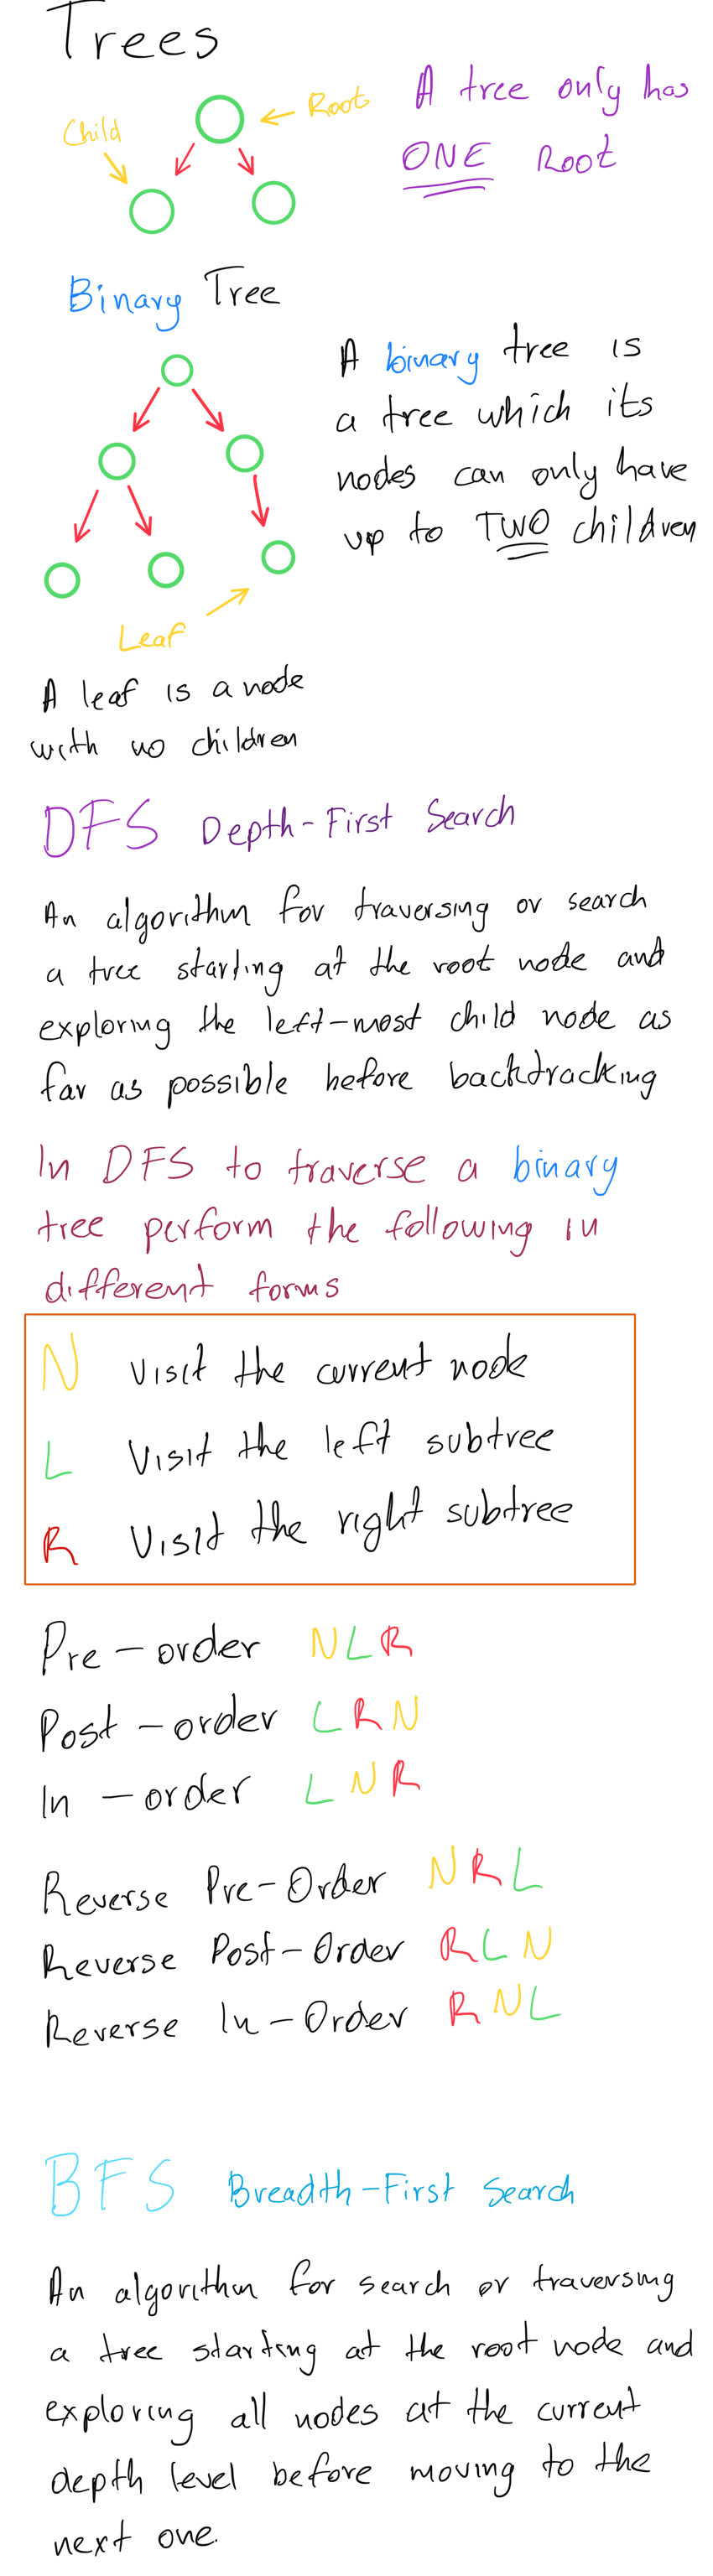 Trees
Child
Root
A tree only has
ONE Root
Binary Tree
A binary tree is
a tree which its
nodes can only have
up to TWO children
Leaf
A leaf is a node
with no children
DFS Depth-First Search
An algorithm for traversing or search
a tree starting at the root node and
exploring the left-most child node as
far as possible before backtracking
In DFS to traverse a binary
tree perform the following in
different forms
N Visit the current node
L Visit the left subtree
R Visit the right subtree
Pre-order NLR
Post-order LRN
In-order LNR
Reverse Pre-Order NRL
Reverse Post-Order RLN
Reverse In-Order RNL
BFS Breadth-First Search
An algorithm for search or traversing
a tree starting at the root node and
exploring all nodes at the current
depth level before moving to the
next one.